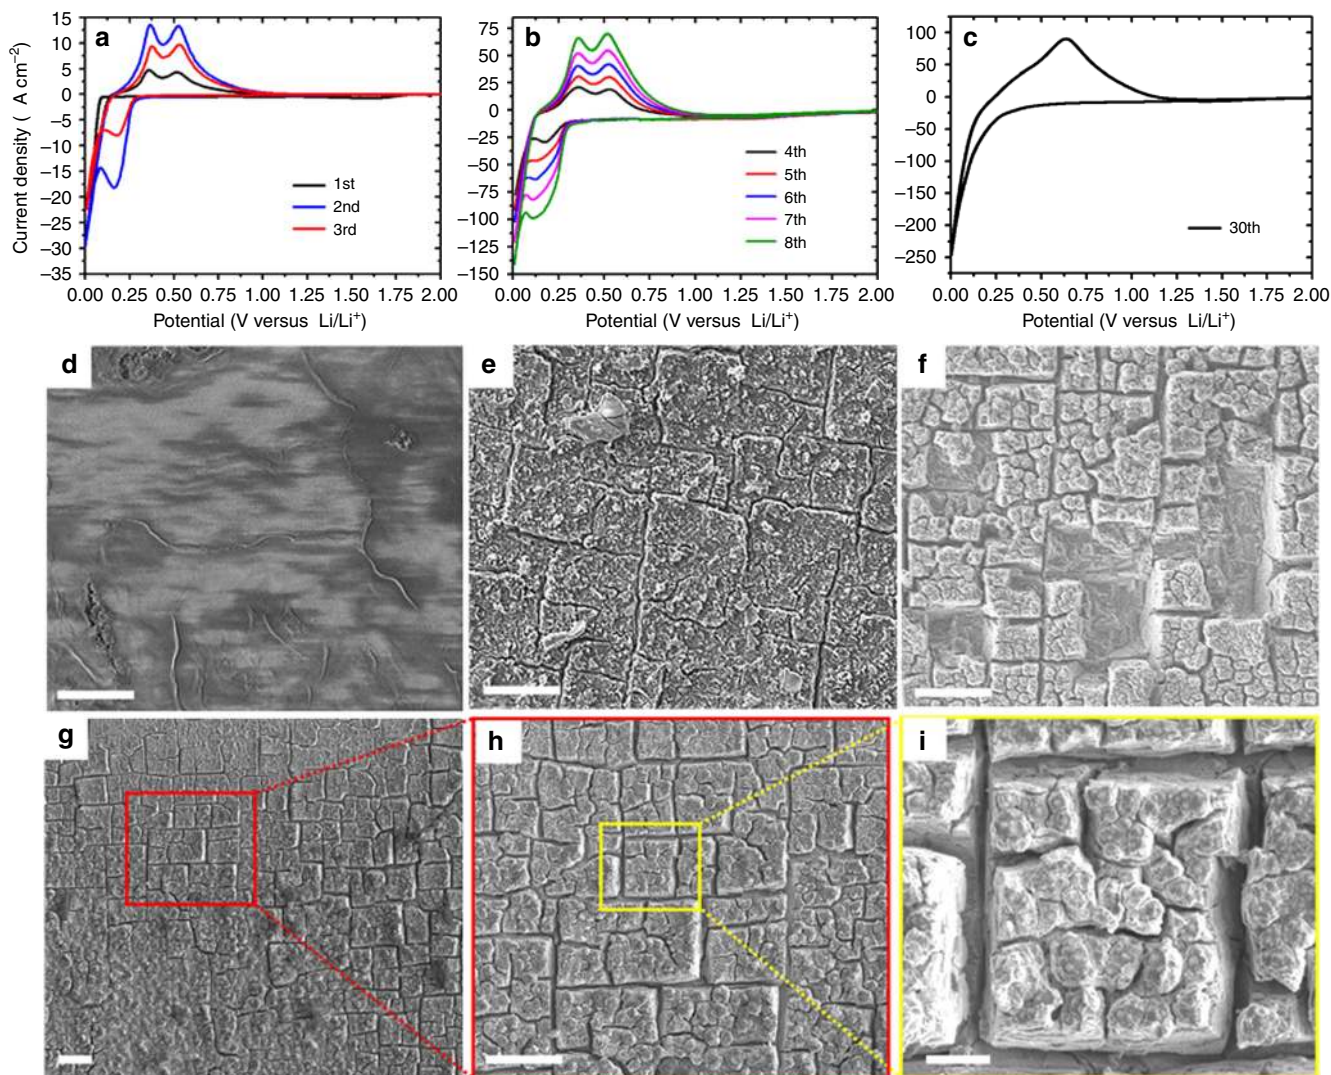 a
15
10
5
0
−5
−10
−15
−20
−25
−30
−35
Current density ( A cm−2)
1st
2nd
3rd
0.00 0.25 0.50 0.75 1.00 1.25 1.50 1.75 2.00
Potential (V versus Li/Li+)
b
75
50
25
0
−25
−50
−75
−100
−125
−150
4th
5th
6th
7th
8th
0.00 0.25 0.50 0.75 1.00 1.25 1.50 1.75 2.00
Potential (V versus Li/Li+)
c
100
50
0
−50
−100
−150
−200
−250
30th
0.00 0.25 0.50 0.75 1.00 1.25 1.50 1.75 2.00
Potential (V versus Li/Li+)
d
e
f
g
h
i